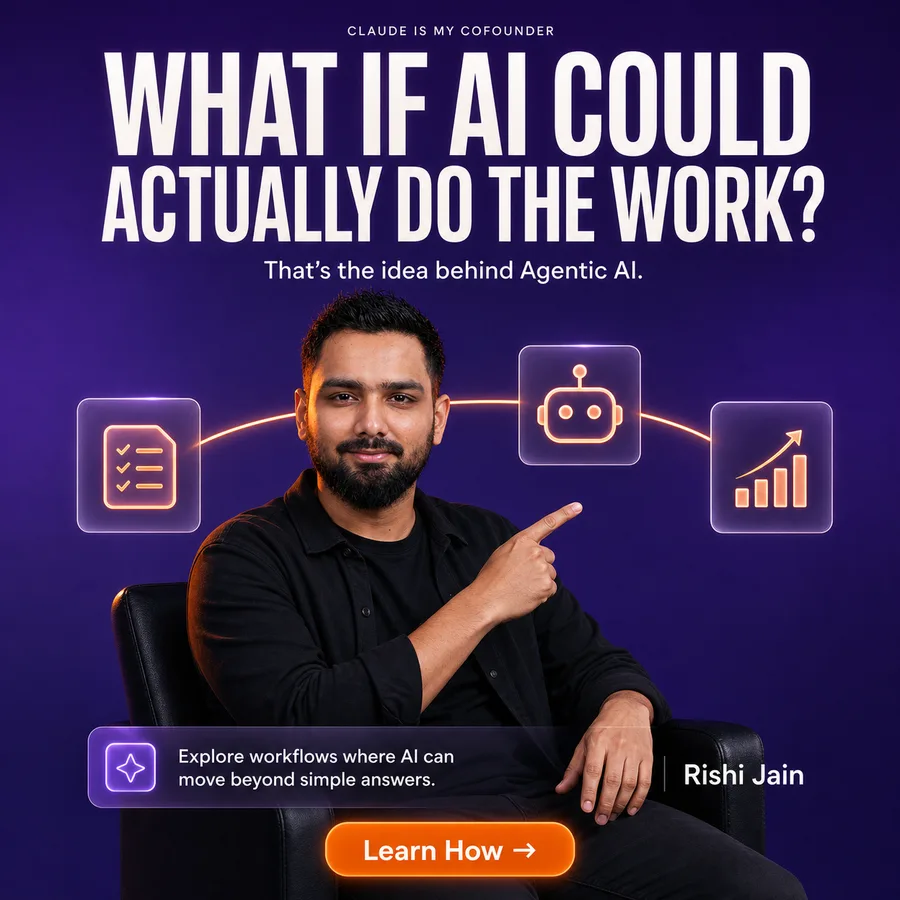 CLAUDE IS MY COFOUNDER
WHAT IF AI COULD
ACTUALLY DO THE WORK?
That's the idea behind Agentic AI.
Explore workflows where AI can
move beyond simple answers.
Rishi Jain
Learn How →